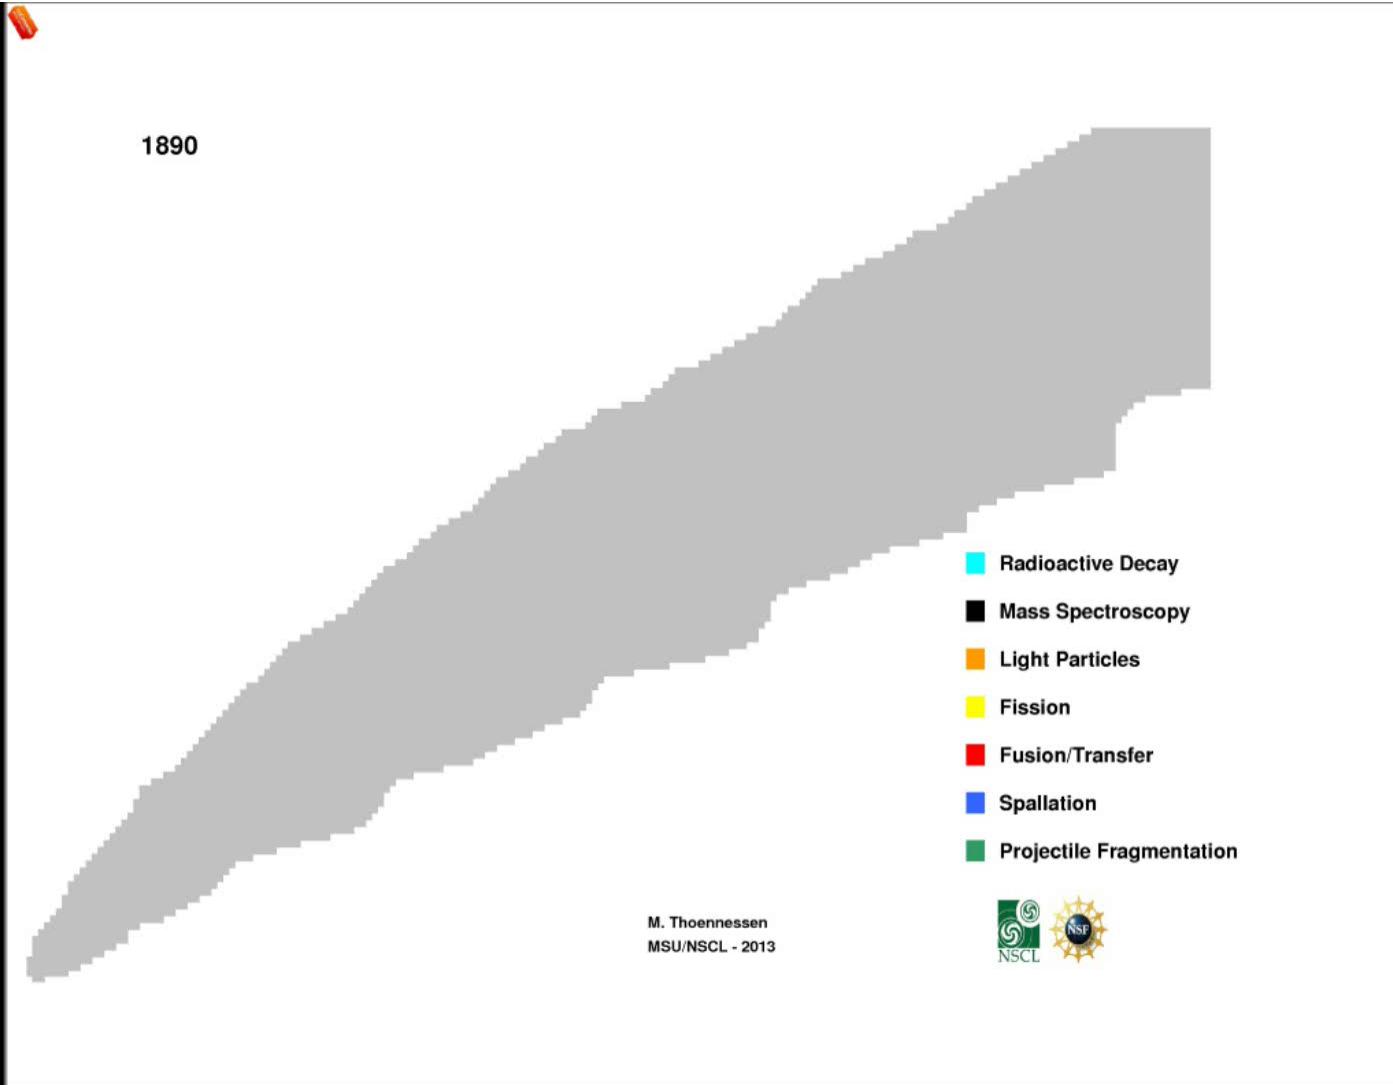 1890
Radioactive Decay
Mass Spectroscopy
Light Particles
Fission
Fusion/Transfer
Spallation
Projectile Fragmentation
M. Thoennessen
MSU/NSCL - 2013
NSCL
NSF